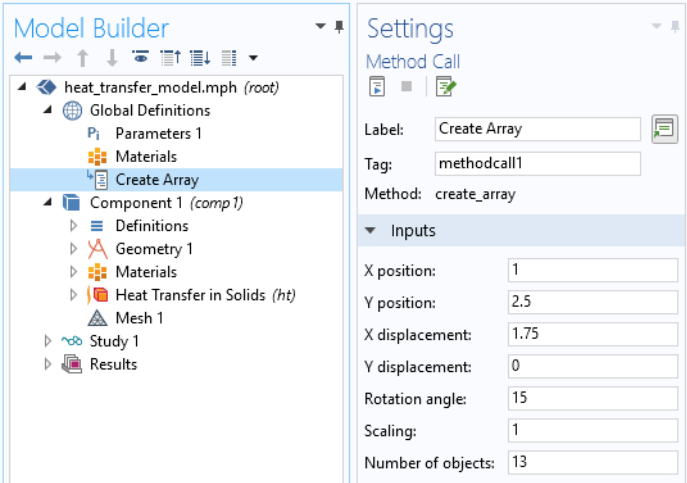 Model Builder
heat_transfer_model.mph (root)
Global Definitions
Pi Parameters 1
Materials
Create Array
Component 1 (comp1)
Definitions
Geometry 1
Materials
Heat Transfer in Solids (ht)
Mesh 1
Study 1
Results
Settings
Method Call
Label: Create Array
Tag: methodcall1
Method: create_array
Inputs
X position: 1
Y position: 2.5
X displacement: 1.75
Y displacement: 0
Rotation angle: 15
Scaling: 1
Number of objects: 13